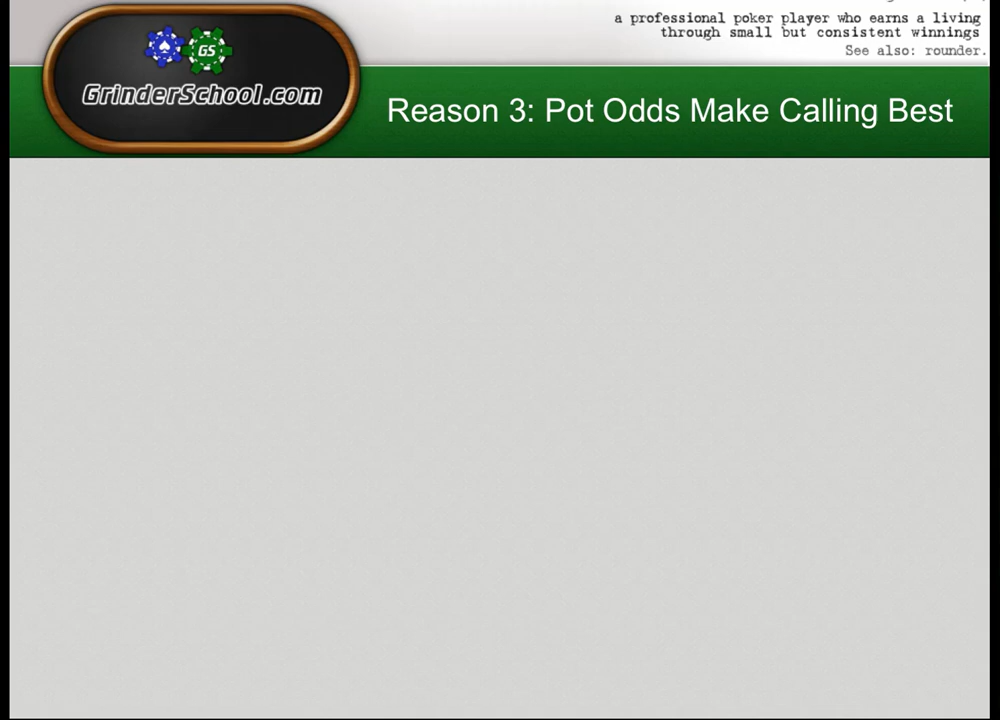 a professional poker player who earns a living
through small but consistent winnings
See also: rounder.
GS
GrinderSchool.com
Reason 3: Pot Odds Make Calling Best